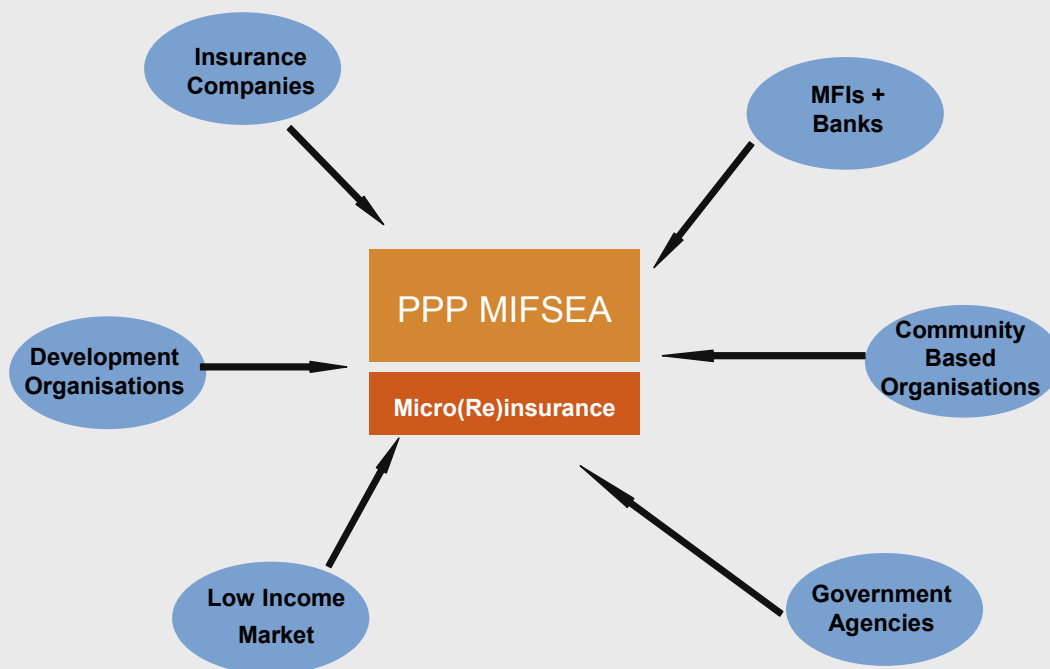 Insurance
Companies
MFIs +
Banks
PPP MIFSEA
Micro(Re)insurance
Development
Organisations
Community
Based
Organisations
Low Income
Market
Government
Agencies